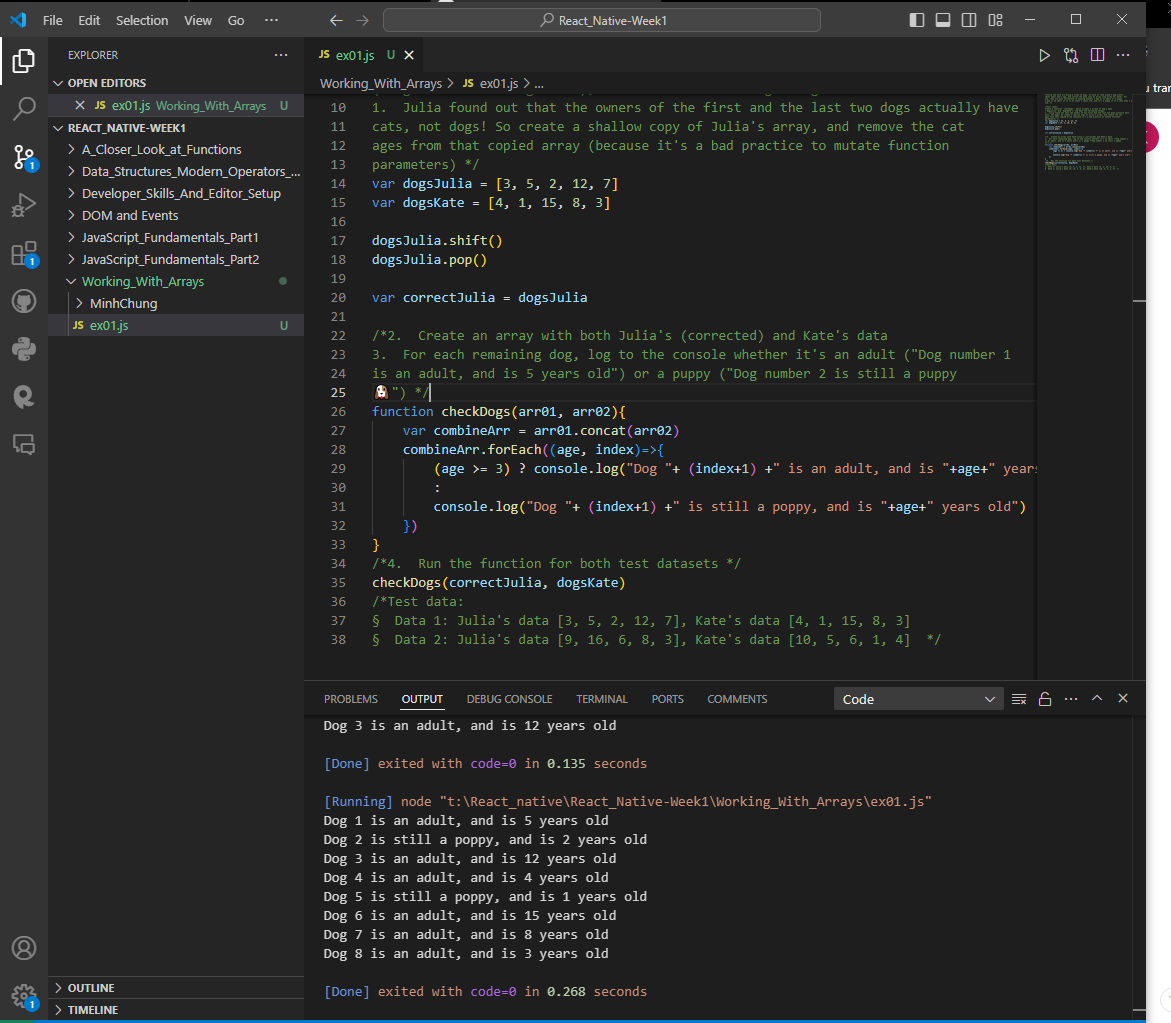 File Edit Selection View Go ··· React_Native-Week1
EXPLORER ···
OPEN EDITORS
JS ex01.js Working_With_Arrays U
REACT_NATIVE-WEEK1
A_Closer_Look_at_Functions
Data_Structures_Modern_Operators_...
Developer_Skills_And_Editor_Setup
DOM and Events
JavaScript_Fundamentals_Part1
JavaScript_Fundamentals_Part2
Working_With_Arrays
MinhChung
JS ex01.js U
OUTLINE
TIMELINE
1
1
1
JS ex01.js U
Working_With_Arrays > JS ex01.js > ...
10 1. Julia found out that the owners of the first and the last two dogs actually have
11 cats, not dogs! So create a shallow copy of Julia's array, and remove the cat
12 ages from that copied array (because it's a bad practice to mutate function
13 parameters) */
14 var dogsJulia = [3, 5, 2, 12, 7]
15 var dogsKate = [4, 1, 15, 8, 3]
16
17 dogsJulia.shift()
18 dogsJulia.pop()
19
20 var correctJulia = dogsJulia
21
22 /*2. Create an array with both Julia's (corrected) and Kate's data
23 3. For each remaining dog, log to the console whether it's an adult ("Dog number 1
24 is an adult, and is 5 years old") or a puppy ("Dog number 2 is still a puppy
25 🐶") */
26 function checkDogs(arr01, arr02){
27 var combineArr = arr01.concat(arr02)
28 combineArr.forEach((age, index)=>{
29 (age >= 3) ? console.log("Dog "+ (index+1) +" is an adult, and is "+age+" years
30 :
31 console.log("Dog "+ (index+1) +" is still a poppy, and is "+age+" years old")
32 })
33 }
34 /*4. Run the function for both test datasets */
35 checkDogs(correctJulia, dogsKate)
36 /*Test data:
37 § Data 1: Julia's data [3, 5, 2, 12, 7], Kate's data [4, 1, 15, 8, 3]
38 § Data 2: Julia's data [9, 16, 6, 8, 3], Kate's data [10, 5, 6, 1, 4] */
PROBLEMS OUTPUT DEBUG CONSOLE TERMINAL PORTS COMMENTS Code
Dog 3 is an adult, and is 12 years old
[Done] exited with code=0 in 0.135 seconds
[Running] node "t:\React_native\React_Native-Week1\Working_With_Arrays\ex01.js"
Dog 1 is an adult, and is 5 years old
Dog 2 is still a poppy, and is 2 years old
Dog 3 is an adult, and is 12 years old
Dog 4 is an adult, and is 4 years old
Dog 5 is still a poppy, and is 1 years old
Dog 6 is an adult, and is 15 years old
Dog 7 is an adult, and is 8 years old
Dog 8 is an adult, and is 3 years old
[Done] exited with code=0 in 0.268 seconds